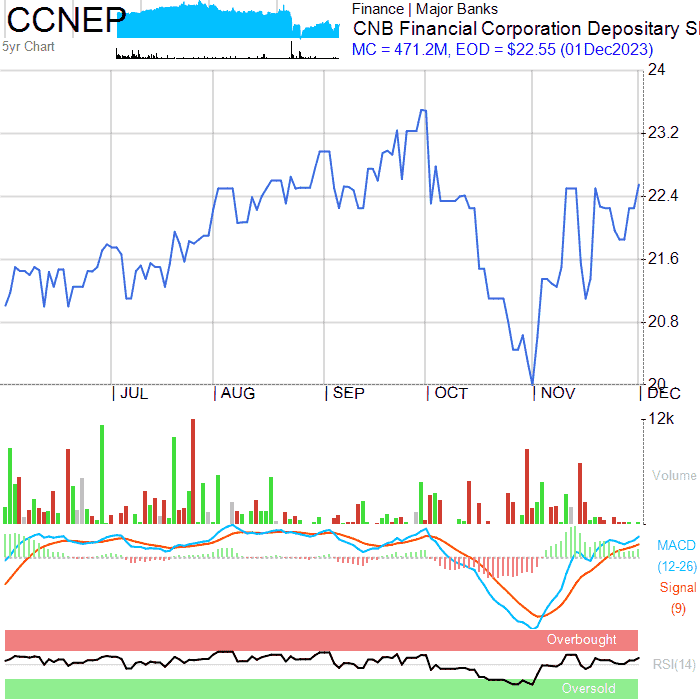 CCNEP
5yr Chart
Finance | Major Banks
CNB Financial Corporation Depositary S
MC = 471.2M, EOD = $22.55 (01Dec2023)
24
23.2
22.4
21.6
20.8
20
| JUL | AUG | SEP | OCT | NOV | DEC
12k
Volume
MACD
(12-26)
Signal
(9)
Overbought
RSI(14)
Oversold